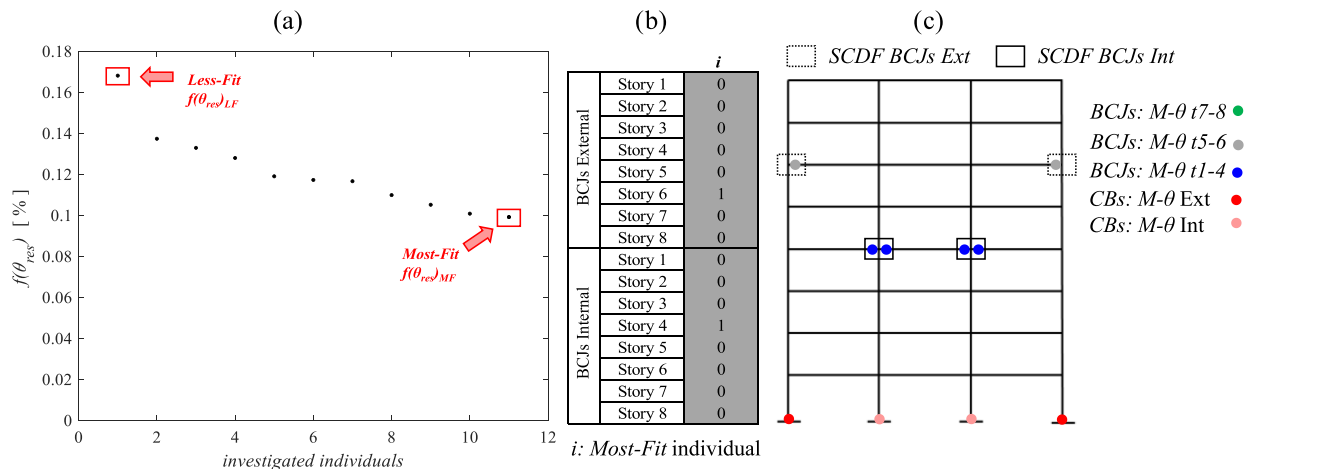 (a)
0.18
0.16
0.14
0.12
0.1
0.08
0.06
0.04
0.02
0
0 2 4 6 8 10 12
f(θres) [ % ]
investigated individuals
Less-Fit
f(θres)LF
Most-Fit
f(θres)MF
(b)
i
BCJs External
Story 1 0
Story 2 0
Story 3 0
Story 4 0
Story 5 0
Story 6 1
Story 7 0
Story 8 0
BCJs Internal
Story 1 0
Story 2 0
Story 3 0
Story 4 1
Story 5 0
Story 6 0
Story 7 0
Story 8 0
i: Most-Fit individual
(c)
SCDF BCJs Ext SCDF BCJs Int
BCJs: M-θ t7-8
BCJs: M-θ t5-6
BCJs: M-θ t1-4
CBs: M-θ Ext
CBs: M-θ Int